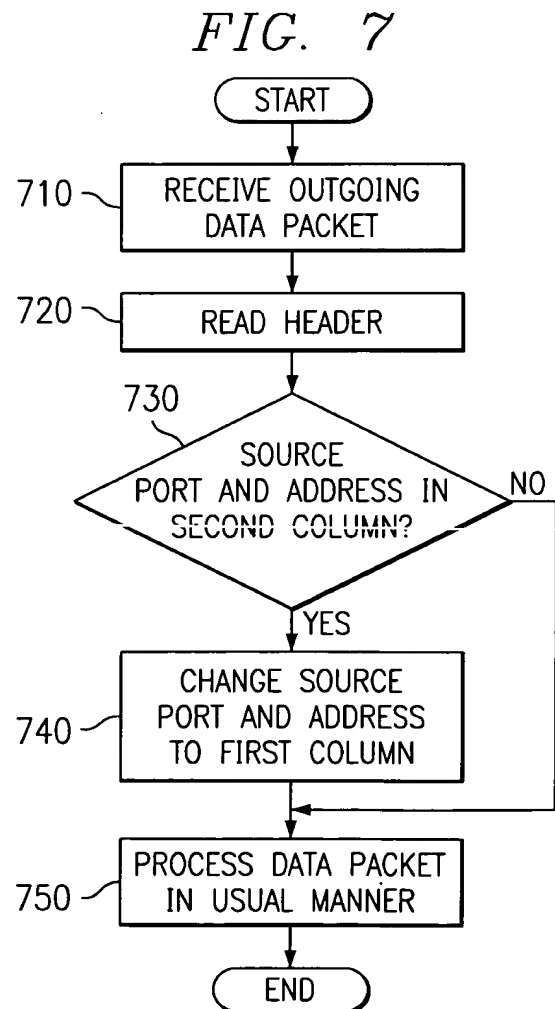 FIG. 7
START
710
RECEIVE OUTGOING
DATA PACKET
720
READ HEADER
730
SOURCE
PORT AND ADDRESS IN
SECOND COLUMN?
NO
YES
740
CHANGE SOURCE
PORT AND ADDRESS
TO FIRST COLUMN
750
PROCESS DATA PACKET
IN USUAL MANNER
END